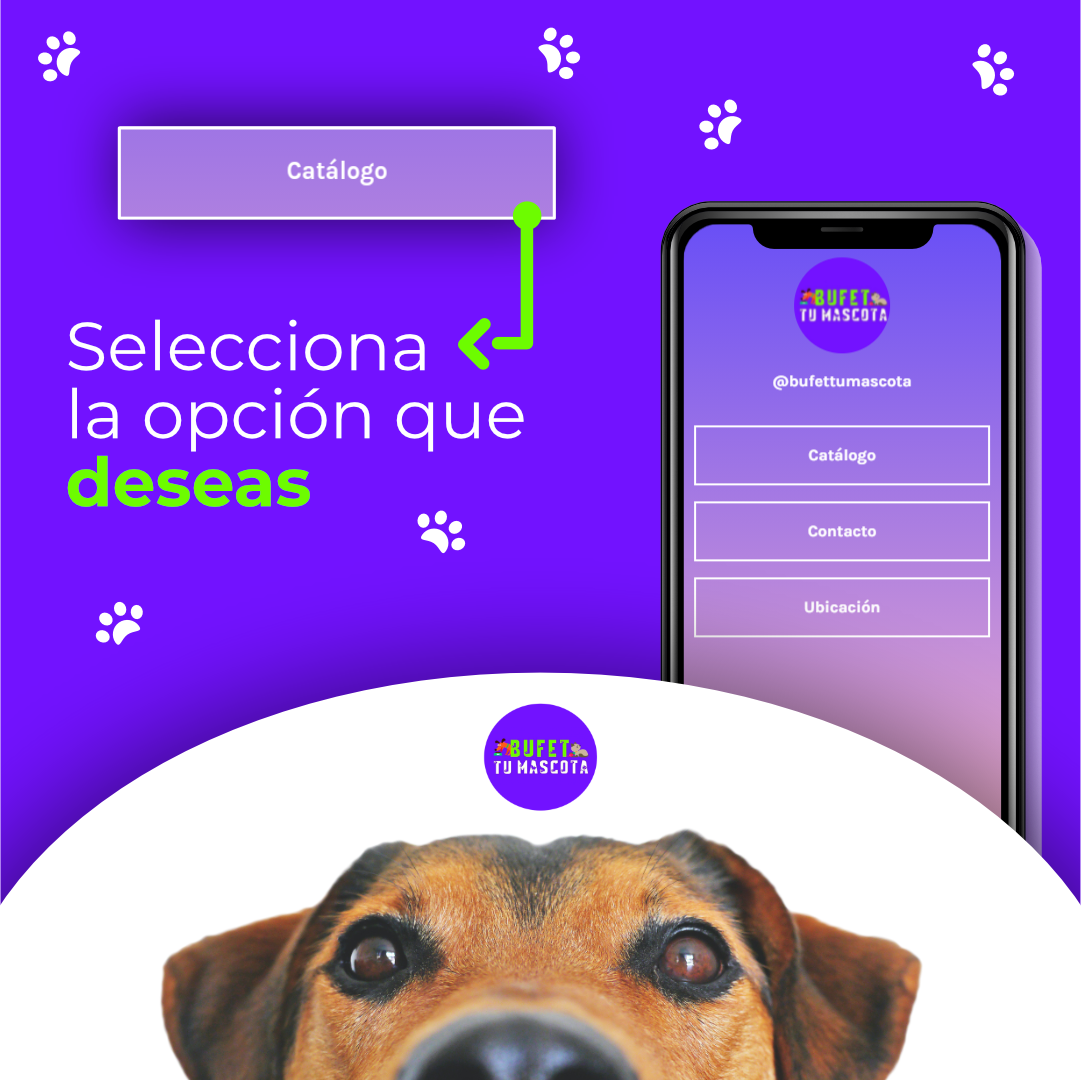 Catálogo
Selecciona
la opción que
deseas
BUFET
TU MASCOTA
@bufettumascota
Catálogo
Contacto
Ubicación
BUFET
TU MASCOTA